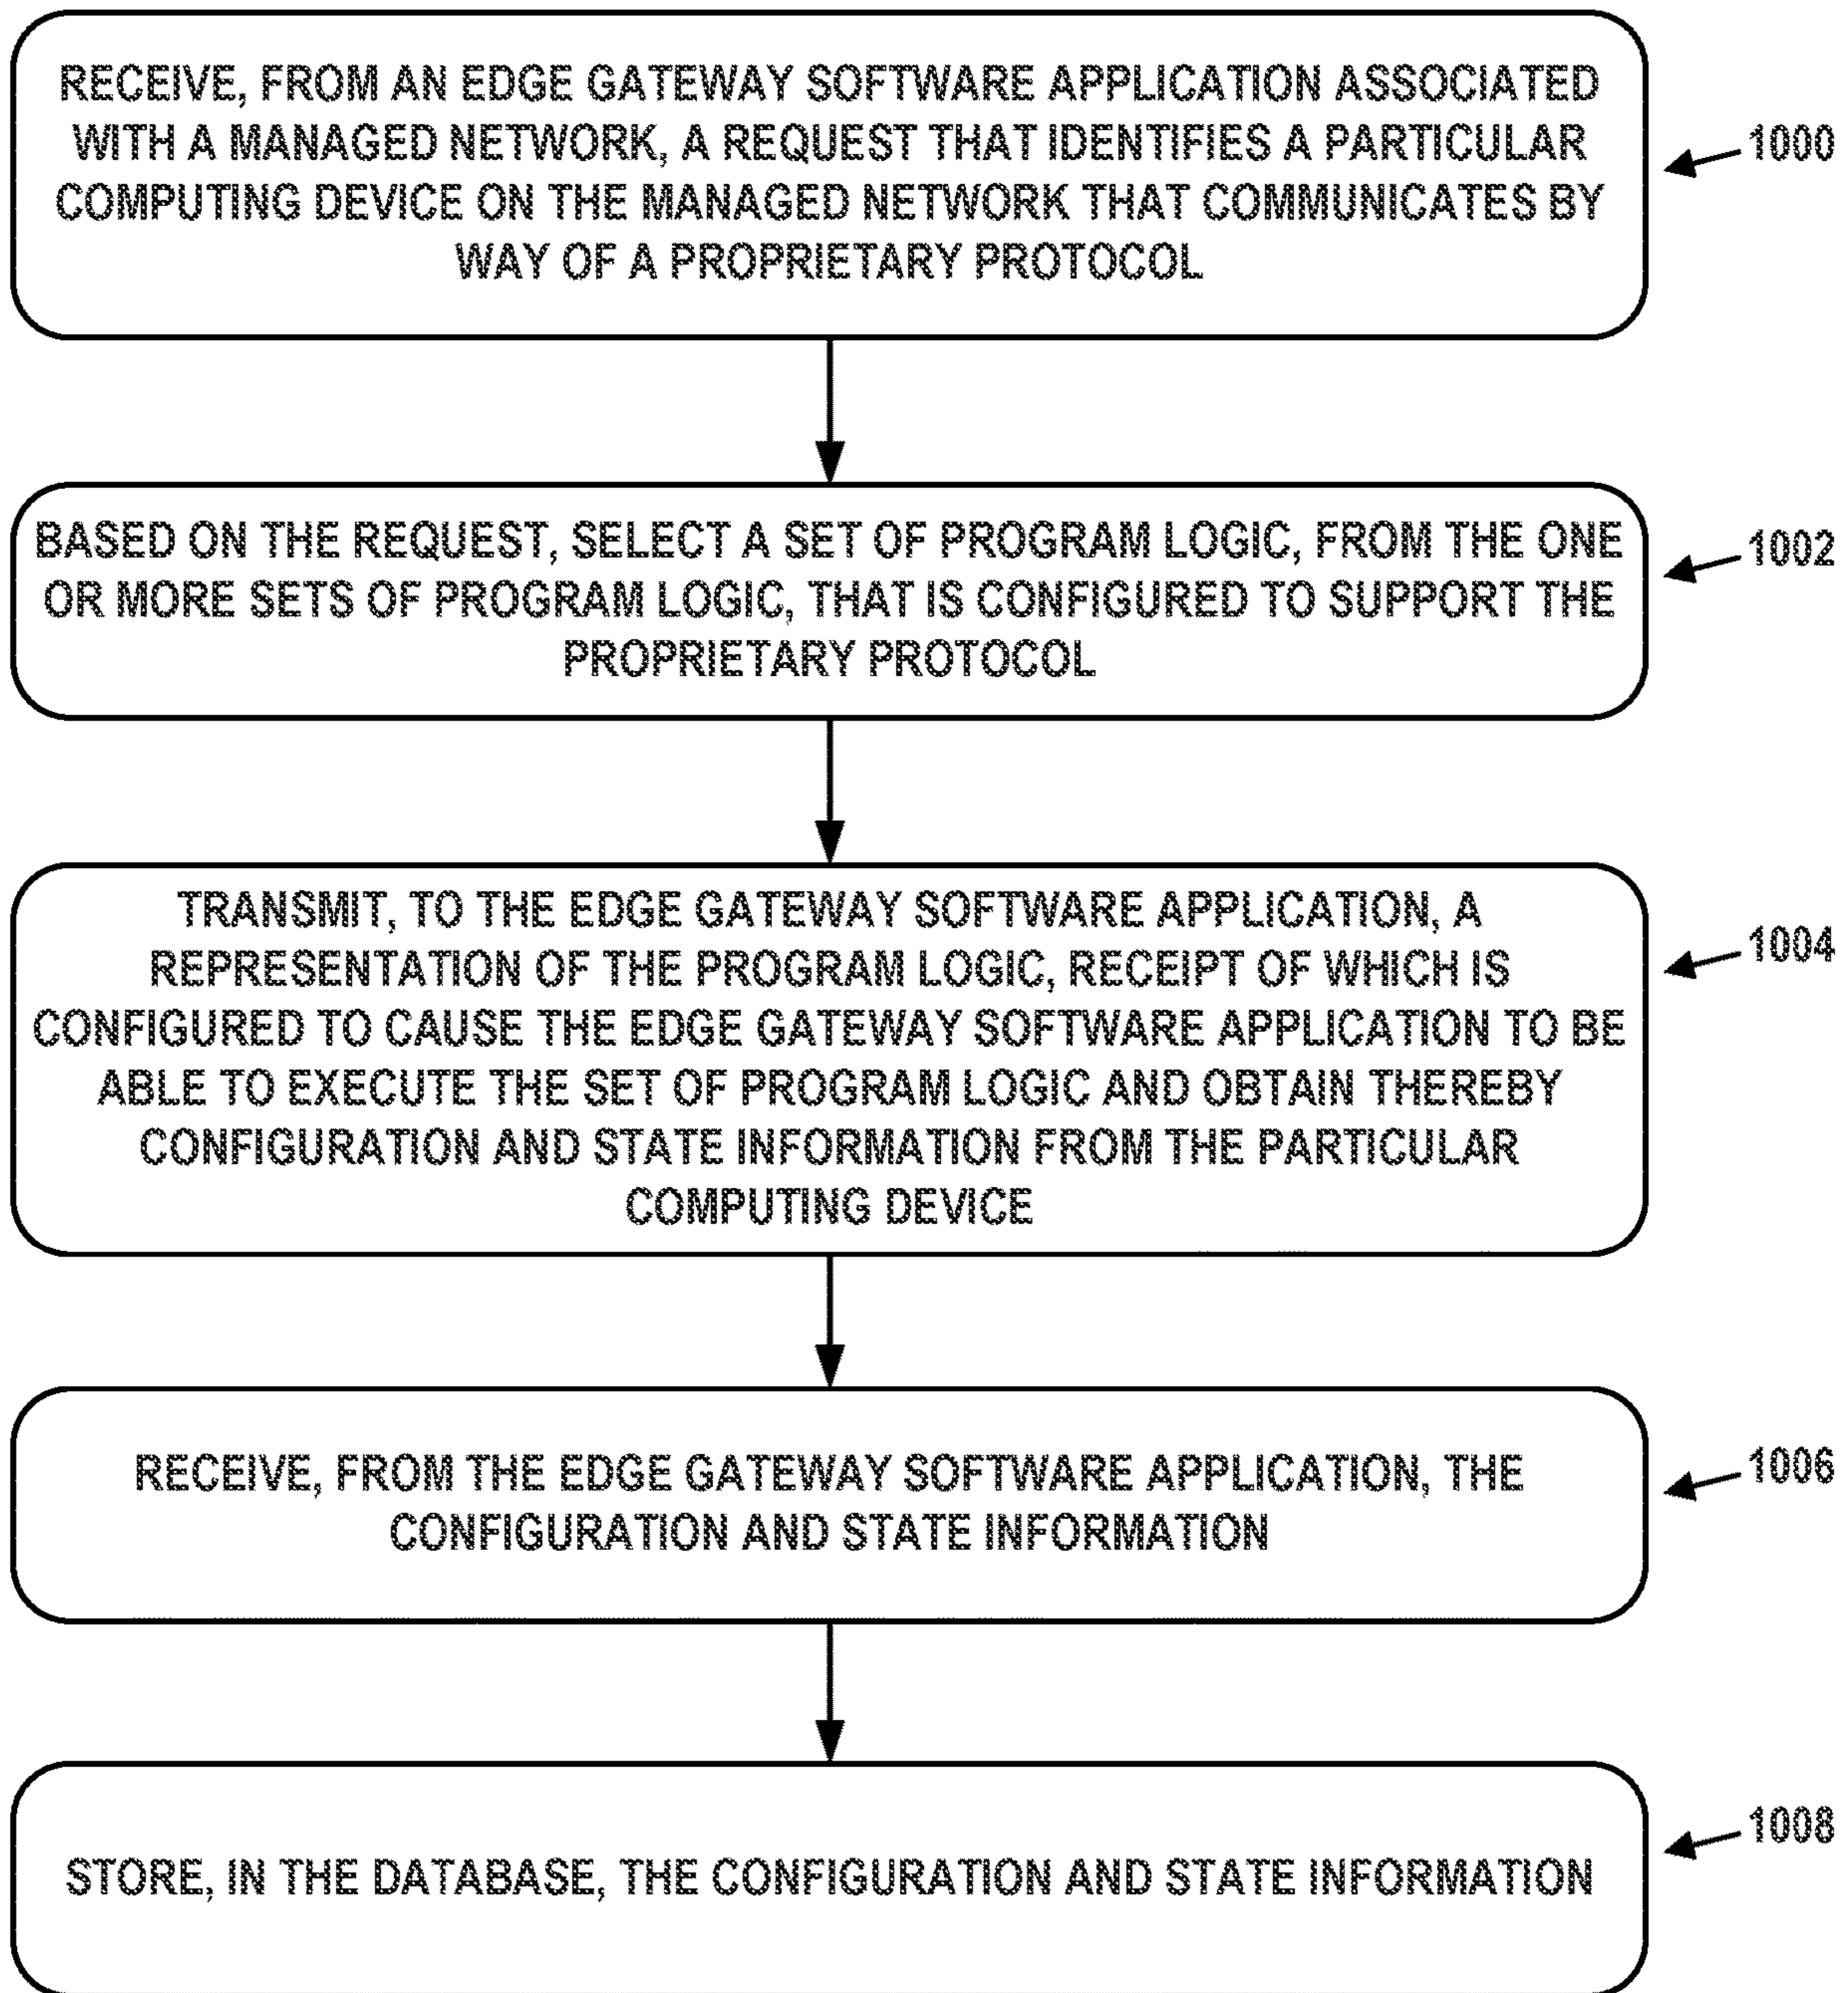 RECEIVE, FROM AN EDGE GATEWAY SOFTWARE APPLICATION ASSOCIATED
WITH A MANAGED NETWORK, A REQUEST THAT IDENTIFIES A PARTICULAR
COMPUTING DEVICE ON THE MANAGED NETWORK THAT COMMUNICATES BY
WAY OF A PROPRIETARY PROTOCOL
1000
BASED ON THE REQUEST, SELECT A SET OF PROGRAM LOGIC, FROM THE ONE
OR MORE SETS OF PROGRAM LOGIC, THAT IS CONFIGURED TO SUPPORT THE
PROPRIETARY PROTOCOL
1002
TRANSMIT, TO THE EDGE GATEWAY SOFTWARE APPLICATION, A
REPRESENTATION OF THE PROGRAM LOGIC, RECEIPT OF WHICH IS
CONFIGURED TO CAUSE THE EDGE GATEWAY SOFTWARE APPLICATION TO BE
ABLE TO EXECUTE THE SET OF PROGRAM LOGIC AND OBTAIN THEREBY
CONFIGURATION AND STATE INFORMATION FROM THE PARTICULAR
COMPUTING DEVICE
1004
RECEIVE, FROM THE EDGE GATEWAY SOFTWARE APPLICATION, THE
CONFIGURATION AND STATE INFORMATION
1006
STORE, IN THE DATABASE, THE CONFIGURATION AND STATE INFORMATION
1008